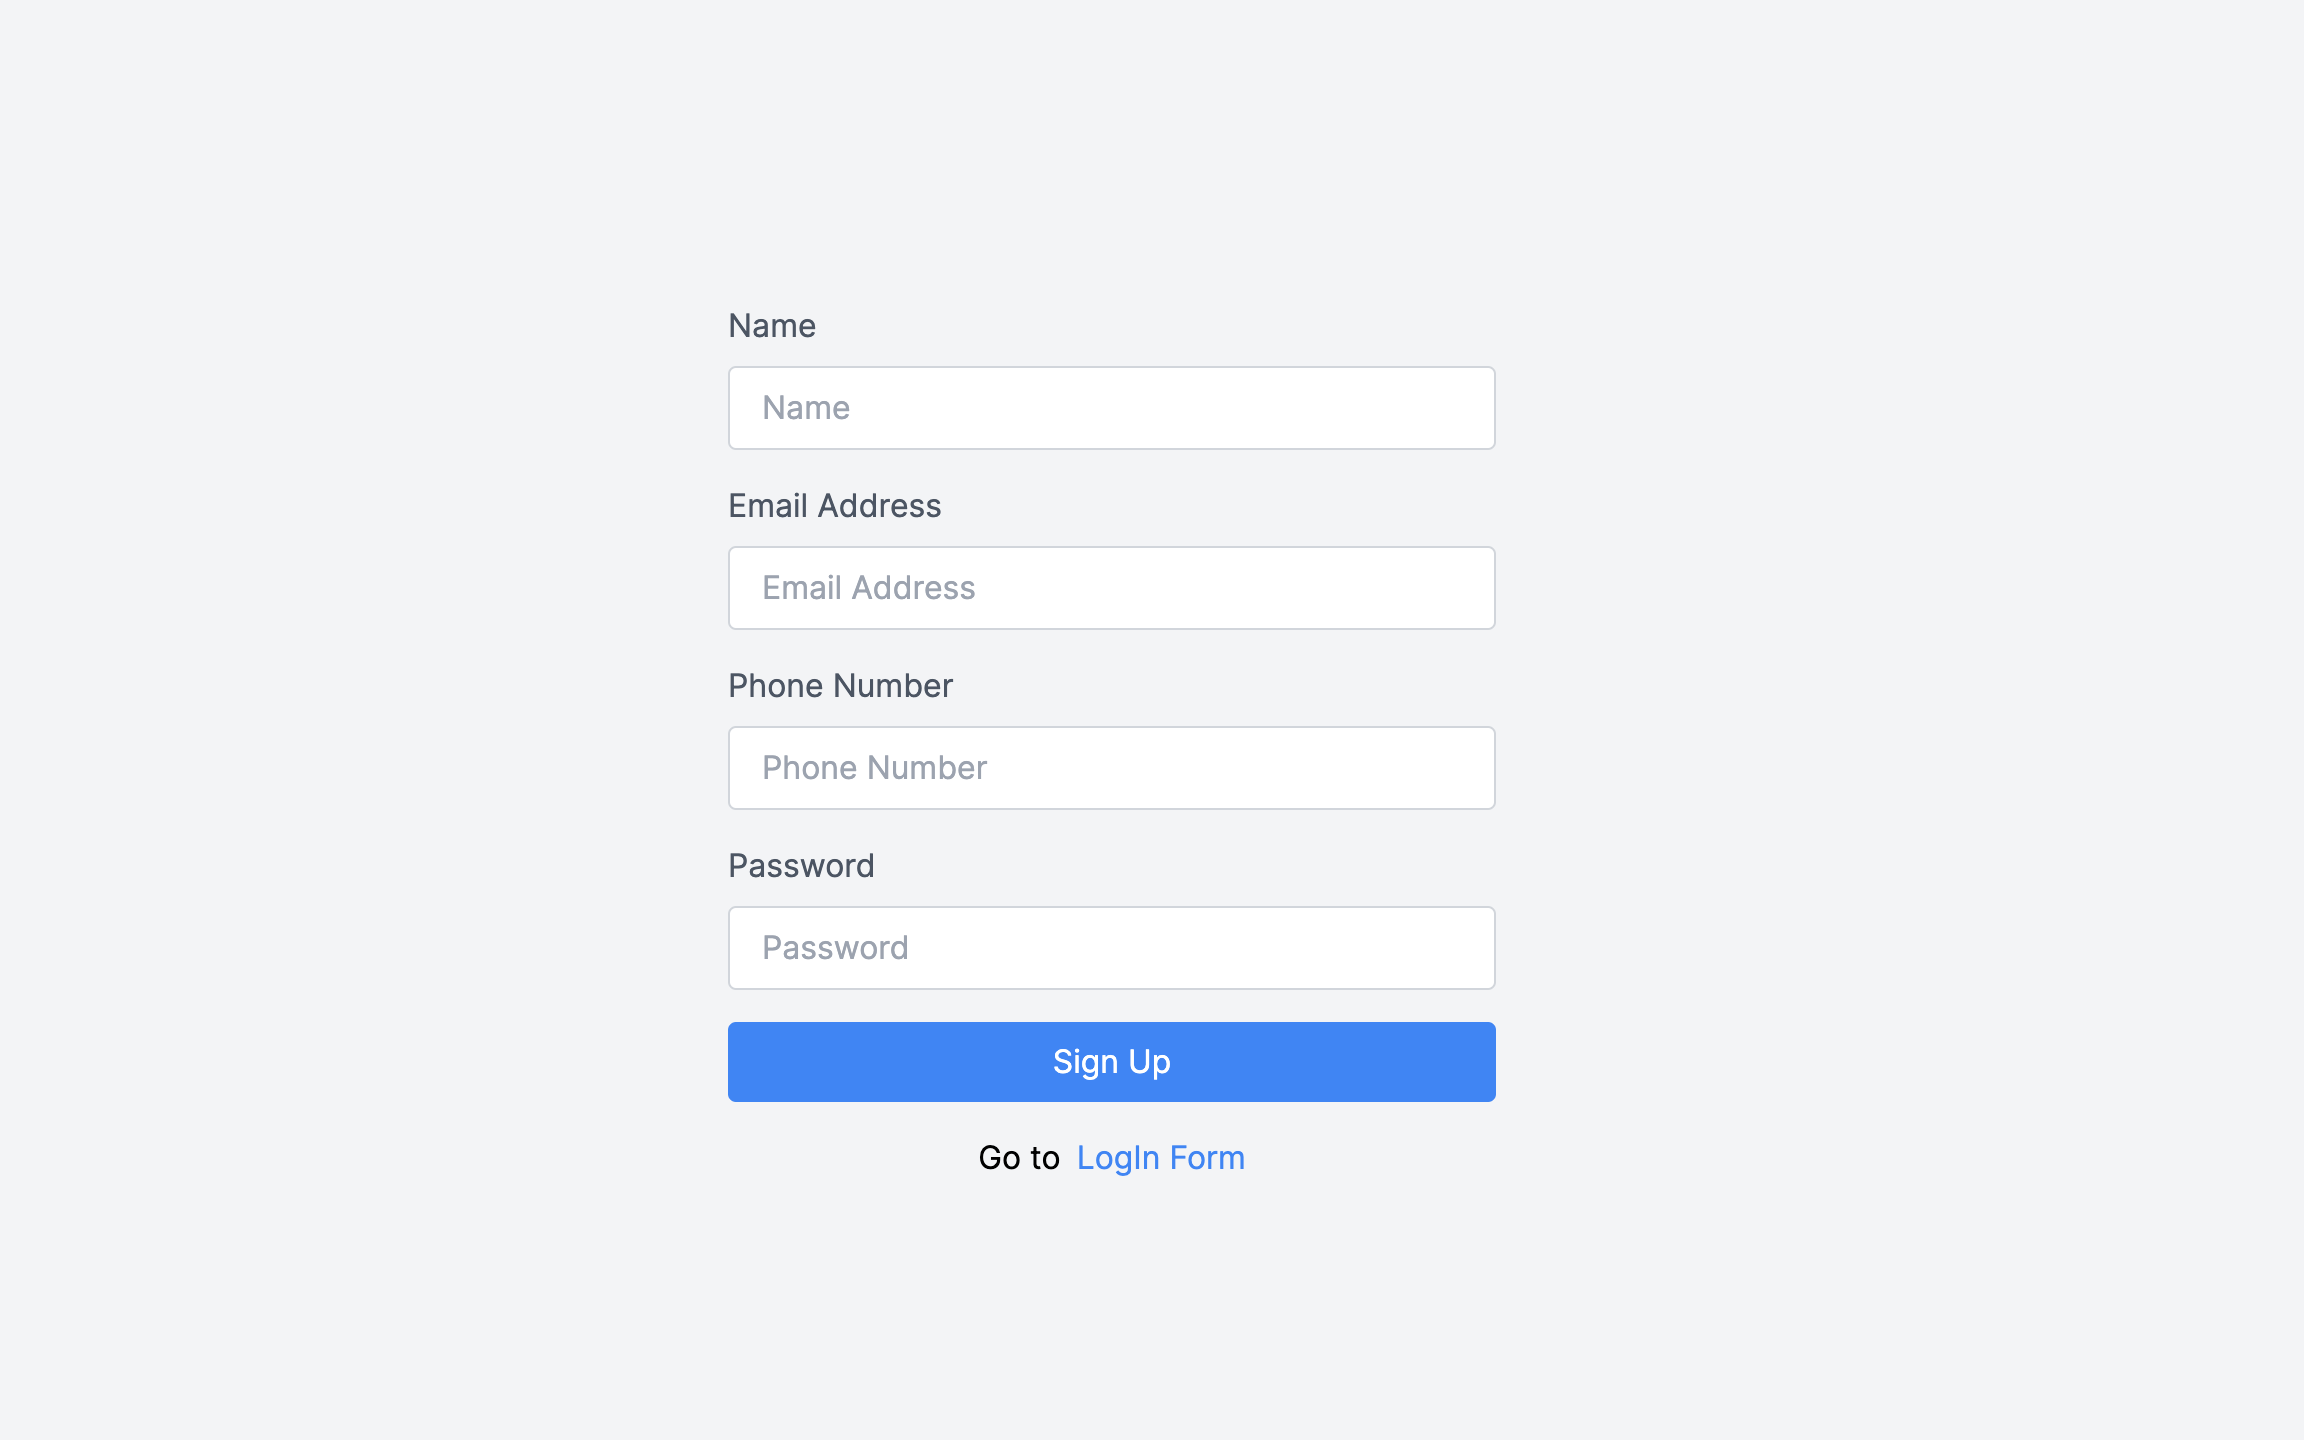 Name
Name
Email Address
Email Address
Phone Number
Phone Number
Password
Password
Sign Up
Go to LogIn Form